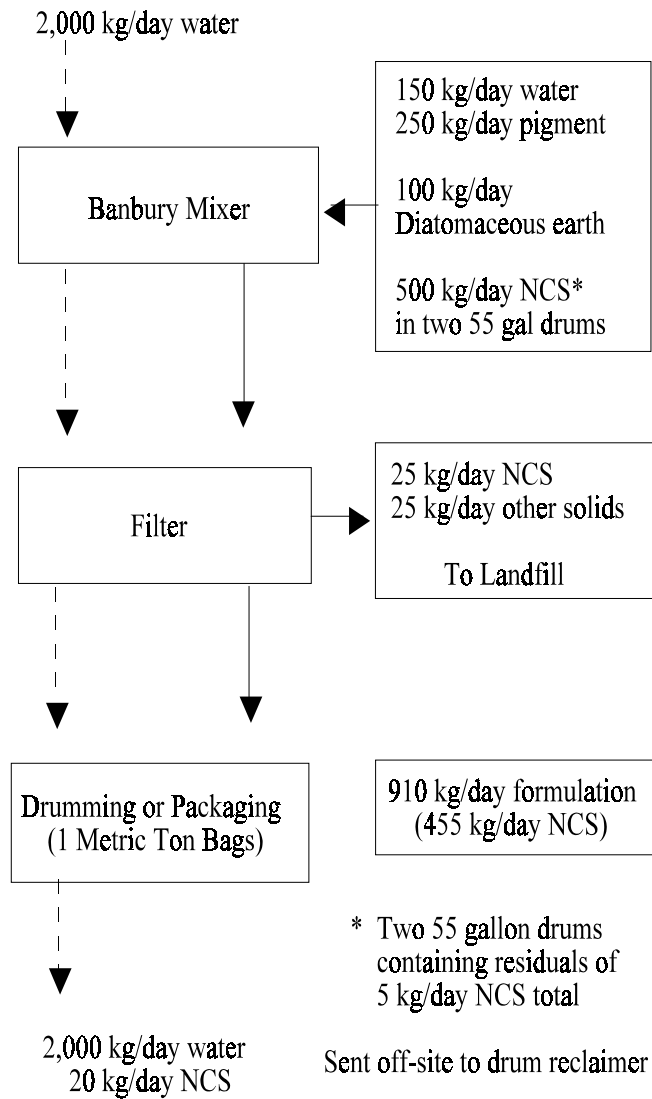 2,000 kg/day water
150 kg/day water
250 kg/day pigment
100 kg/day
Diatomaceous earth
500 kg/day NCS*
in two 55 gal drums
Banbury Mixer
Filter
25 kg/day NCS
25 kg/day other solids
To Landfill
Drumming or Packaging
(1 Metric Ton Bags)
910 kg/day formulation
(455 kg/day NCS)
* Two 55 gallon drums
containing residuals of
5 kg/day NCS total
2,000 kg/day water
20 kg/day NCS
Sent off-site to drum reclaimer